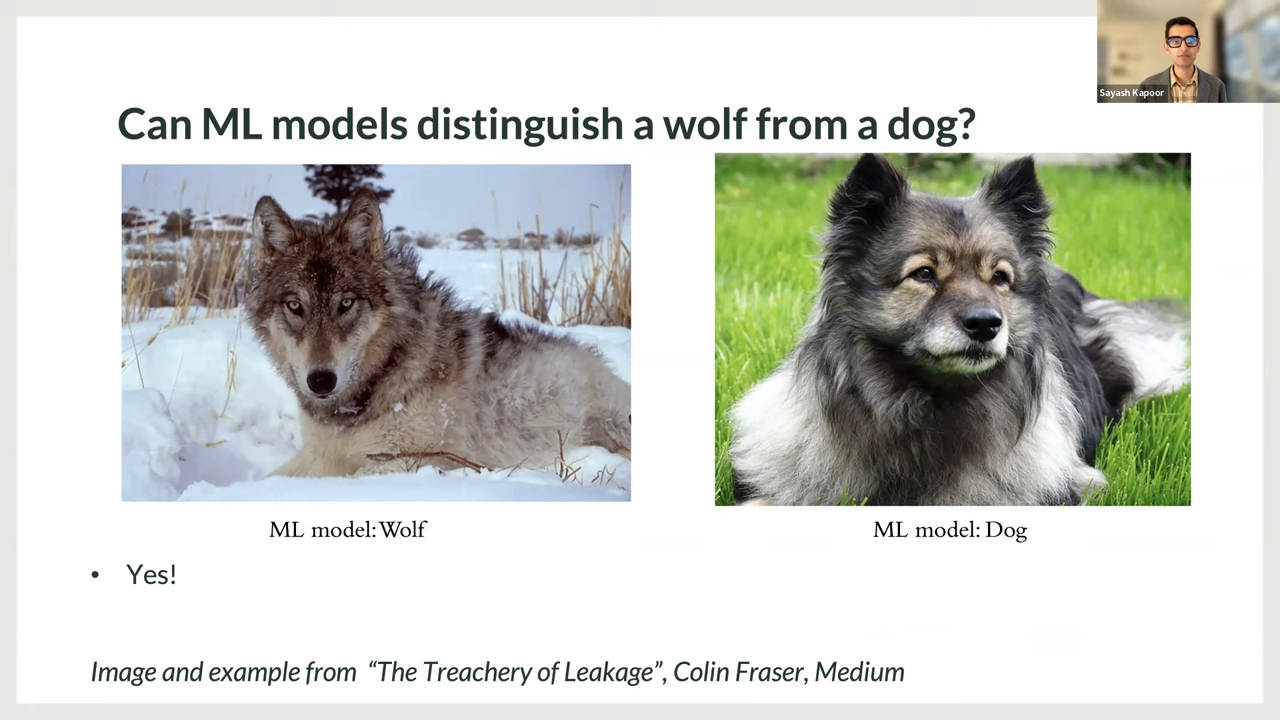 Sayash Kapoor
Can ML models distinguish a wolf from a dog?
ML model: Wolf
ML model: Dog
• Yes!
Image and example from “The Treachery of Leakage”, Colin Fraser, Medium